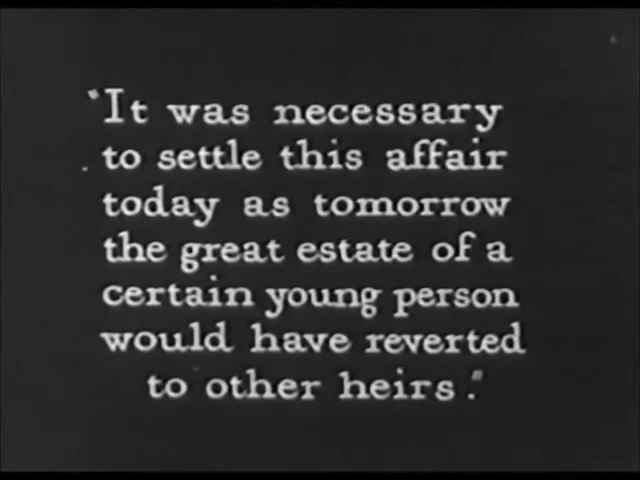 "It was necessary
to settle this affair
today as tomorrow
the great estate of a
certain young person
would have reverted
to other heirs."